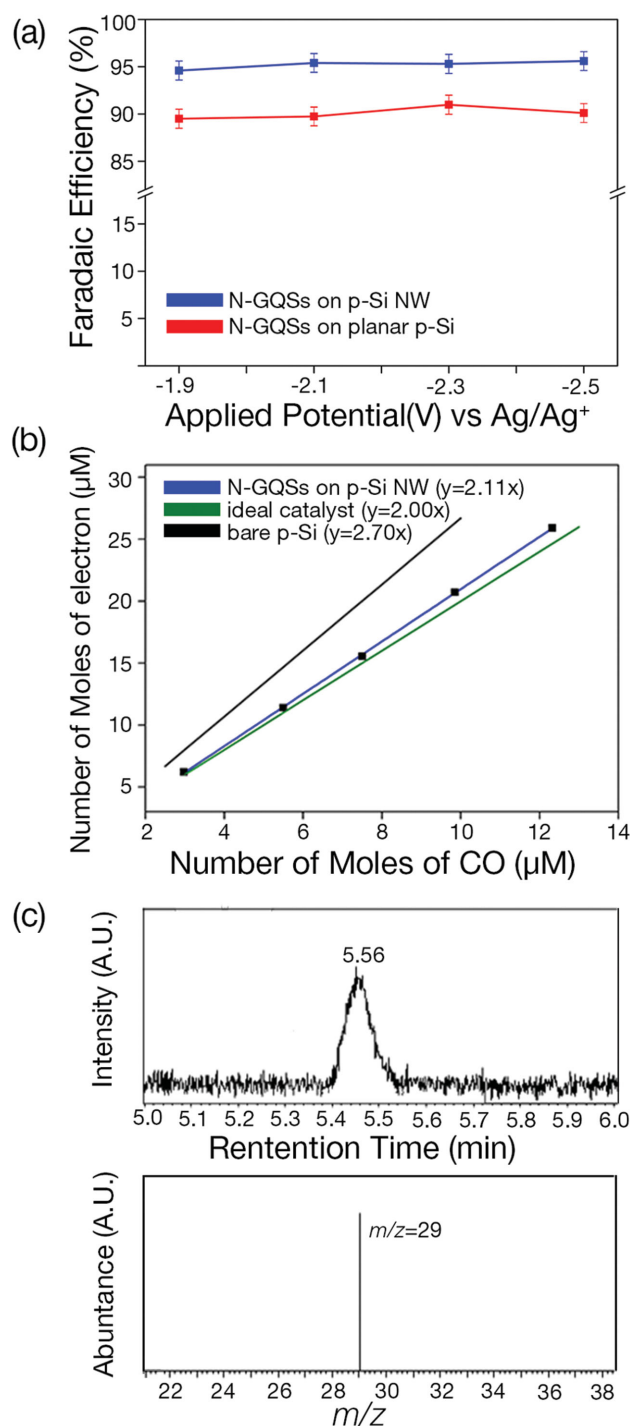 (a)
Faradaic Efficiency (%)
100
95
90
85
15
10
5
N-GQSs on p-Si NW
N-GQSs on planar p-Si
-1.9 -2.1 -2.3 -2.5
Applied Potential(V) vs Ag/Ag⁺
(b)
Number of Moles of electron (µM)
30
25
20
15
10
5
N-GQSs on p-Si NW (y=2.11x)
ideal catalyst (y=2.00x)
bare p-Si (y=2.70x)
2 4 6 8 10 12 14
Number of Moles of CO (µM)
(c)
Intensity (A.U.)
5.56
5.0 5.1 5.2 5.3 5.4 5.5 5.6 5.7 5.8 5.9 6.0
Rentention Time (min)
Abuntance (A.U.)
m/z=29
22 24 26 28 30 32 34 36 38
m/z